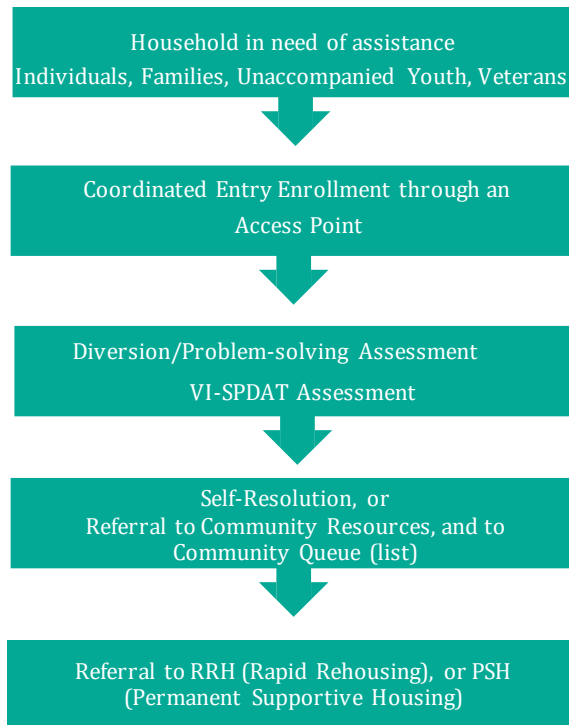 Household in need of assistance
Individuals, Families, Unaccompanied Youth, Veterans
Coordinated Entry Enrollment through an
Access Point
Diversion/Problem-solving Assessment
VI-SPDAT Assessment
Self-Resolution, or
Referral to Community Resources, and to
Community Queue (list)
Referral to RRH (Rapid Rehousing), or PSH
(Permanent Supportive Housing)